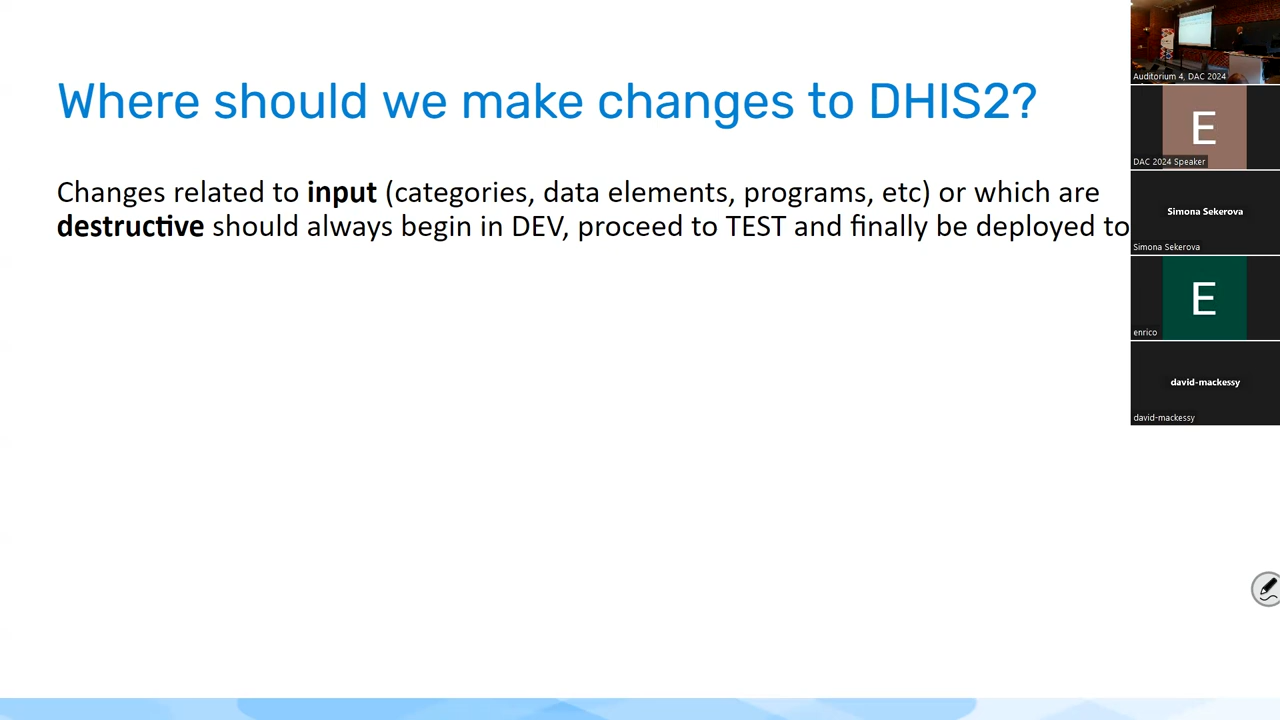 Where should we make changes to DHIS2?
Changes related to input (categories, data elements, programs, etc) or which are
destructive should always begin in DEV, proceed to TEST and finally be deployed to
Auditorium 4, DAC 2024
E
DAC 2024 Speaker
Simona Sekerova
Simona Sekerova
E
enrico
david-mackessy
david-mackessy